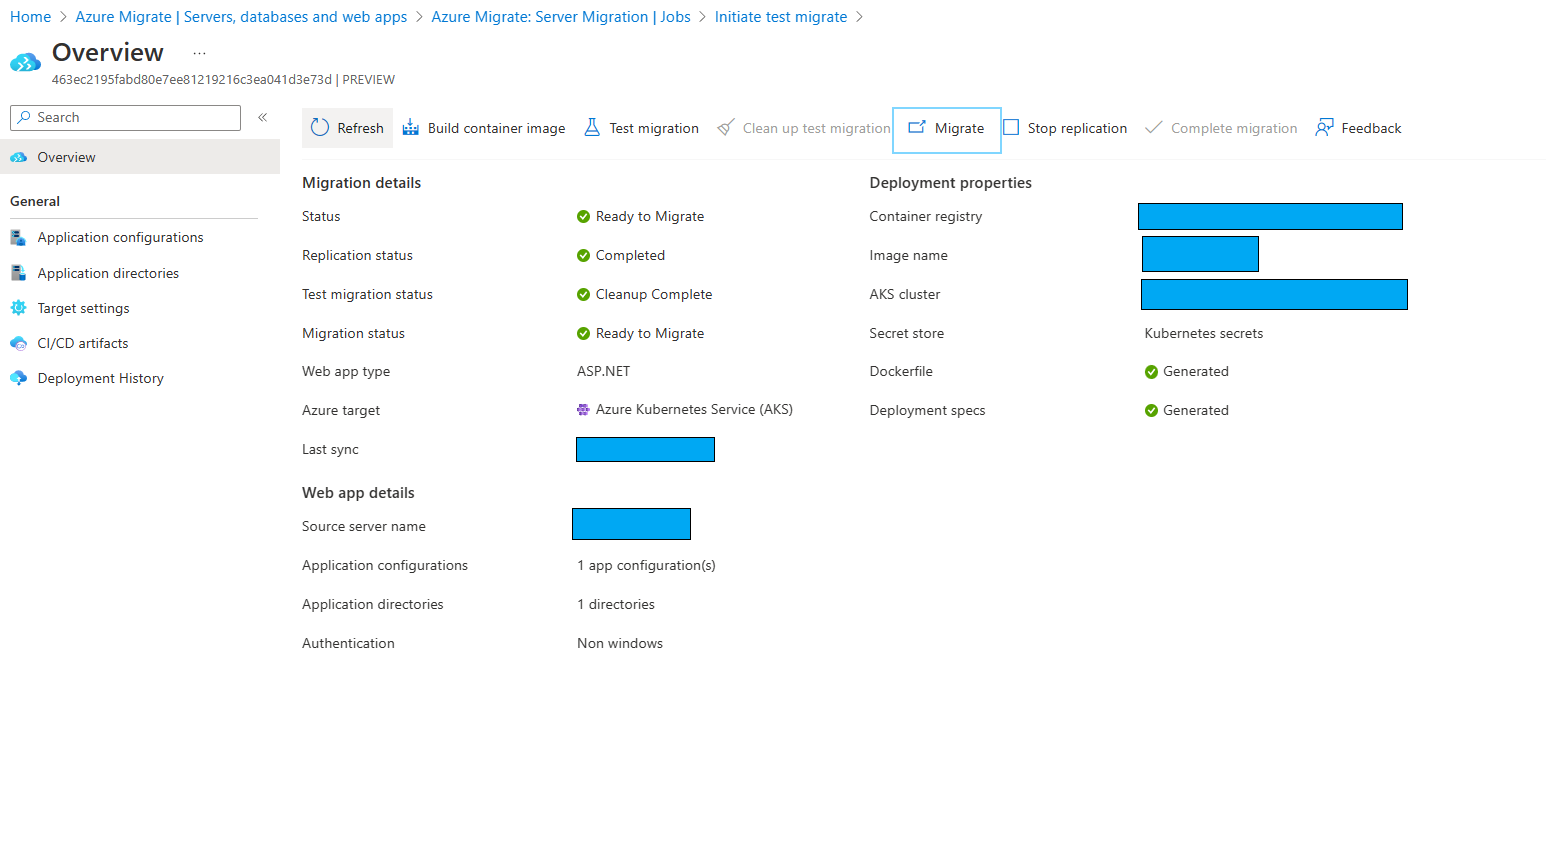 Home > Azure Migrate | Servers, databases and web apps > Azure Migrate: Server Migration | Jobs > Initiate test migrate >
Overview ...
463ec2195fabd80e7ee81219216c3ea041d3e73d | PREVIEW
Search «
Refresh Build container image Test migration Clean up test migration Migrate Stop replication Complete migration Feedback
Overview
General
Application configurations
Application directories
Target settings
CI/CD artifacts
Deployment History
Migration details
Status Ready to Migrate
Replication status Completed
Test migration status Cleanup Complete
Migration status Ready to Migrate
Web app type ASP.NET
Azure target Azure Kubernetes Service (AKS)
Last sync
Web app details
Source server name
Application configurations 1 app configuration(s)
Application directories 1 directories
Authentication Non windows
Deployment properties
Container registry
Image name
AKS cluster
Secret store Kubernetes secrets
Dockerfile Generated
Deployment specs Generated